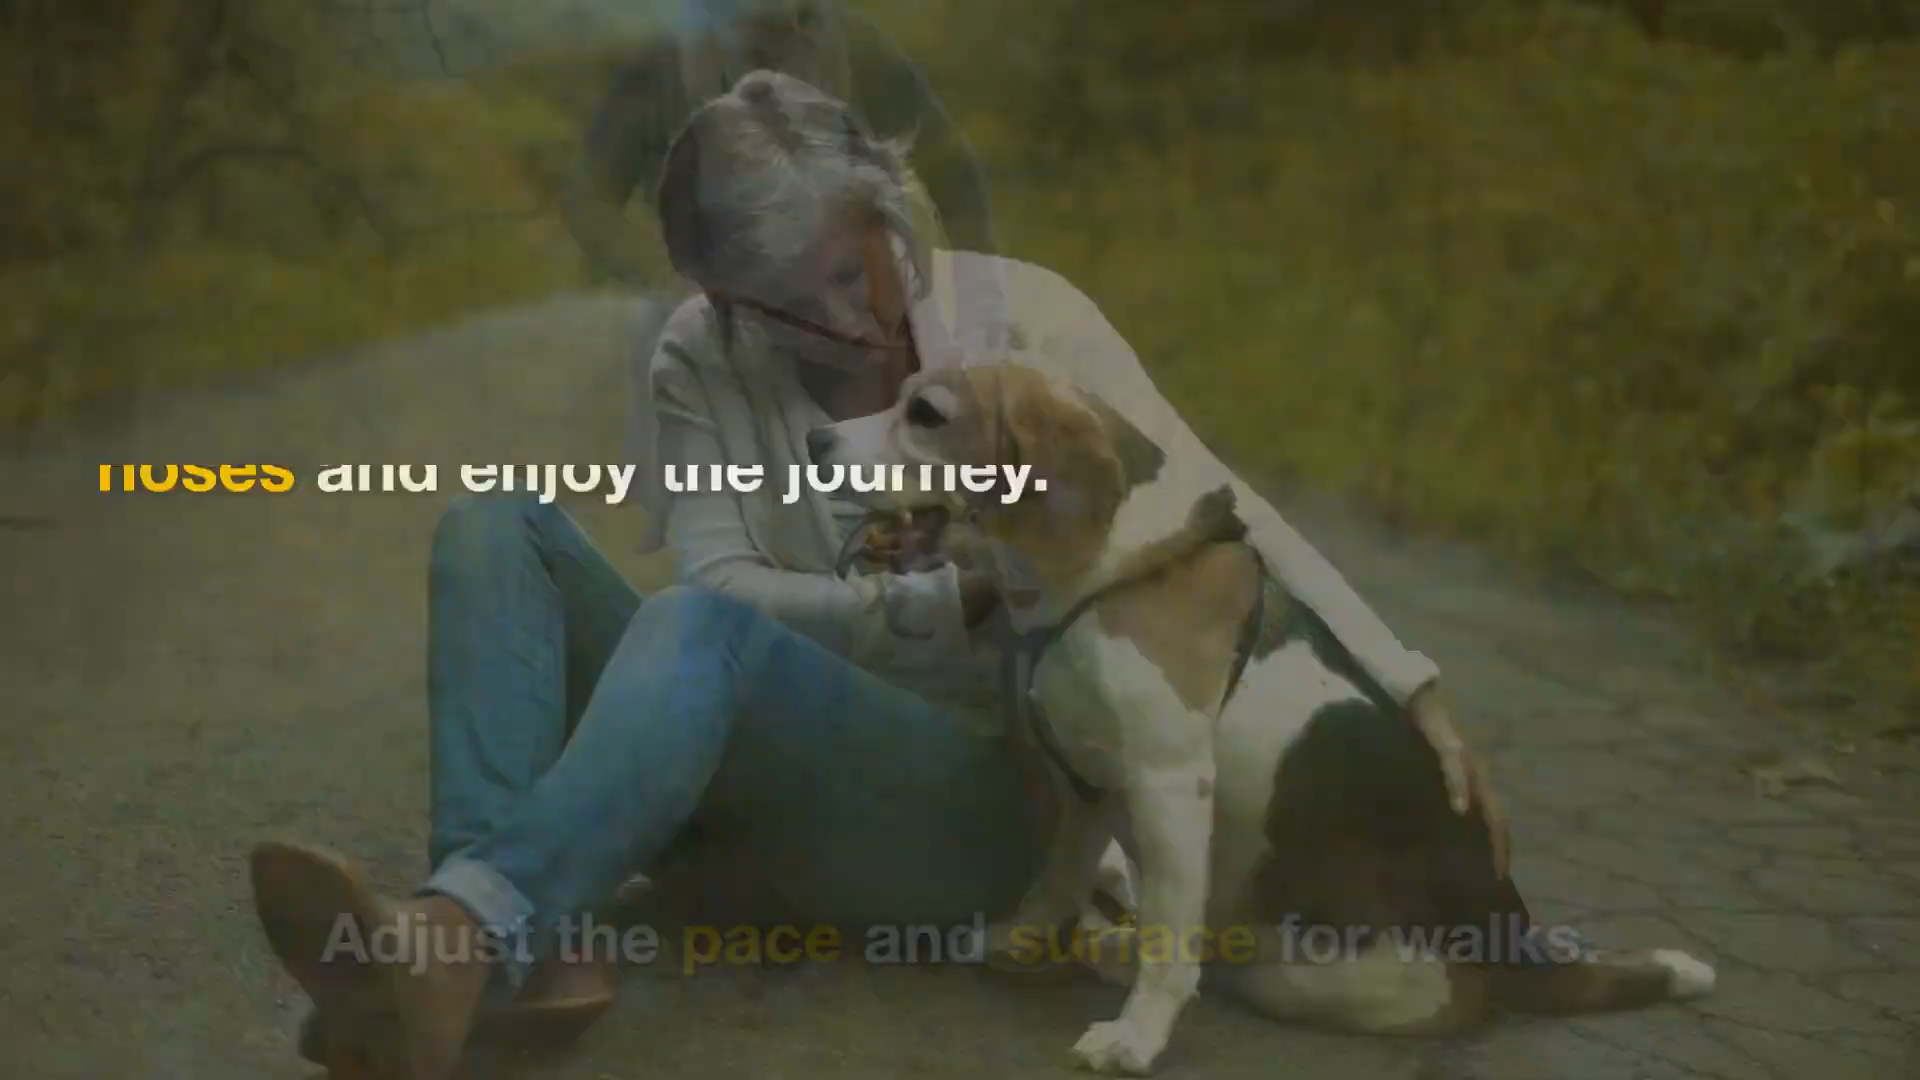 noses and enjoy the journey.
Adjust the pace and surface for walks.